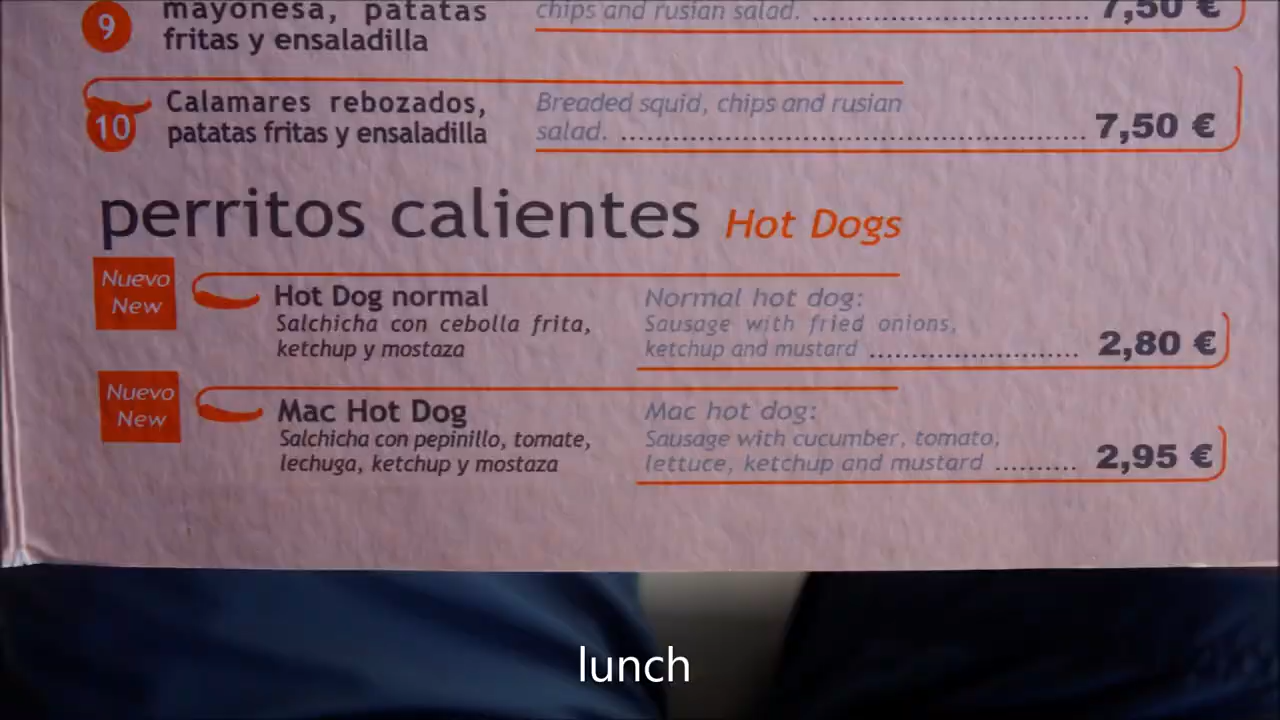 9 mayonesa, patatas
fritas y ensaladilla
chips and rusian salad. 7,50 €
10 Calamares rebozados,
patatas fritas y ensaladilla
Breaded squid, chips and rusian
salad. 7,50 €
perritos calientes Hot Dogs
Nuevo
New
Hot Dog normal
Salchicha con cebolla frita,
ketchup y mostaza
Normal hot dog:
Sausage with fried onions,
ketchup and mustard 2,80 €
Nuevo
New
Mac Hot Dog
Salchicha con pepinillo, tomate,
lechuga, ketchup y mostaza
Mac hot dog:
Sausage with cucumber, tomato,
lettuce, ketchup and mustard 2,95 €
lunch